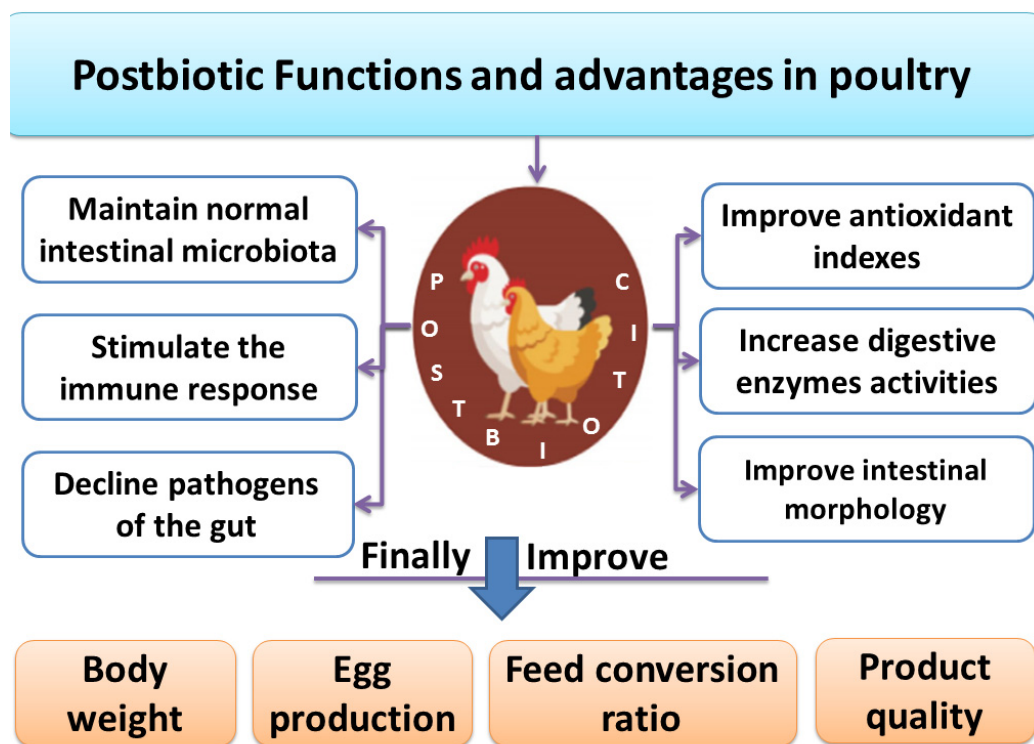 Postbiotic Functions and advantages in poultry
Maintain normal
intestinal microbiota
Stimulate the
immune response
Decline pathogens
of the gut
POSTBIOTIC
Improve antioxidant
indexes
Increase digestive
enzymes activities
Improve intestinal
morphology
Finally Improve
Body
weight
Egg
production
Feed conversion
ratio
Product
quality